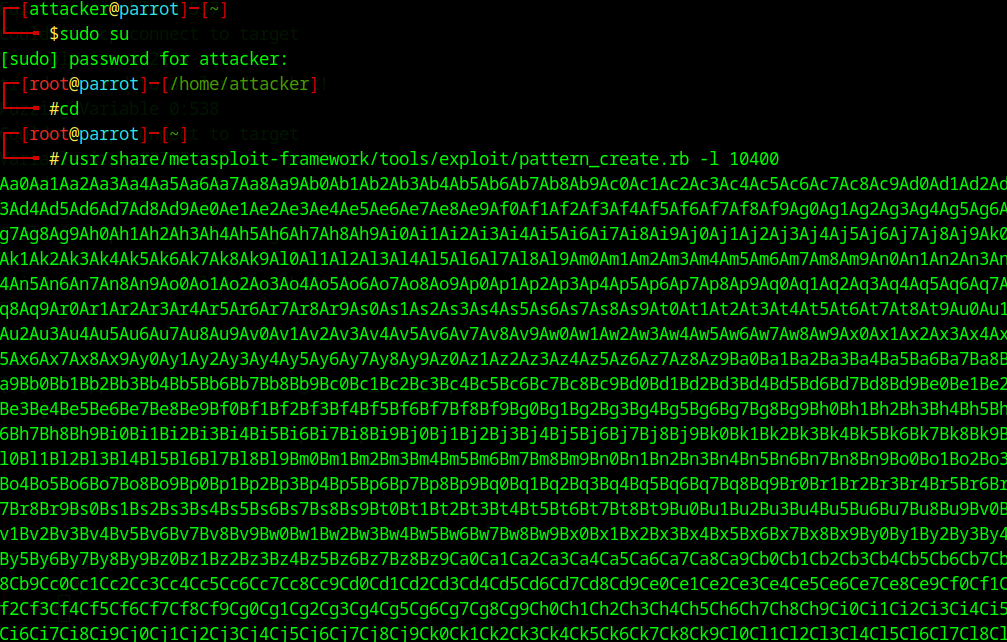 ┌─[attacker@parrot]─[~]
└──╼ $sudo su
[sudo] password for attacker:
┌─[root@parrot]─[/home/attacker]
└──╼ #cd
┌─[root@parrot]─[~]
└──╼ #/usr/share/metasploit-framework/tools/exploit/pattern_create.rb -l 10400
Aa0Aa1Aa2Aa3Aa4Aa5Aa6Aa7Aa8Aa9Ab0Ab1Ab2Ab3Ab4Ab5Ab6Ab7Ab8Ab9Ac0Ac1Ac2Ac3Ac4Ac5Ac6Ac7Ac8Ac9Ad0Ad1Ad2Ad
3Ad4Ad5Ad6Ad7Ad8Ad9Ae0Ae1Ae2Ae3Ae4Ae5Ae6Ae7Ae8Ae9Af0Af1Af2Af3Af4Af5Af6Af7Af8Af9Ag0Ag1Ag2Ag3Ag4Ag5Ag6A
g7Ag8Ag9Ah0Ah1Ah2Ah3Ah4Ah5Ah6Ah7Ah8Ah9Ai0Ai1Ai2Ai3Ai4Ai5Ai6Ai7Ai8Ai9Aj0Aj1Aj2Aj3Aj4Aj5Aj6Aj7Aj8Aj9Ak0
Ak1Ak2Ak3Ak4Ak5Ak6Ak7Ak8Ak9Al0Al1Al2Al3Al4Al5Al6Al7Al8Al9Am0Am1Am2Am3Am4Am5Am6Am7Am8Am9An0An1An2An3An
4An5An6An7An8An9Ao0Ao1Ao2Ao3Ao4Ao5Ao6Ao7Ao8Ao9Ap0Ap1Ap2Ap3Ap4Ap5Ap6Ap7Ap8Ap9Aq0Aq1Aq2Aq3Aq4Aq5Aq6Aq7A
q8Aq9Ar0Ar1Ar2Ar3Ar4Ar5Ar6Ar7Ar8Ar9As0As1As2As3As4As5As6As7As8As9At0At1At2At3At4At5At6At7At8At9Au0Au1
Au2Au3Au4Au5Au6Au7Au8Au9Av0Av1Av2Av3Av4Av5Av6Av7Av8Av9Aw0Aw1Aw2Aw3Aw4Aw5Aw6Aw7Aw8Aw9Ax0Ax1Ax2Ax3Ax4Ax
5Ax6Ax7Ax8Ax9Ay0Ay1Ay2Ay3Ay4Ay5Ay6Ay7Ay8Ay9Az0Az1Az2Az3Az4Az5Az6Az7Az8Az9Ba0Ba1Ba2Ba3Ba4Ba5Ba6Ba7Ba8B
a9Bb0Bb1Bb2Bb3Bb4Bb5Bb6Bb7Bb8Bb9Bc0Bc1Bc2Bc3Bc4Bc5Bc6Bc7Bc8Bc9Bd0Bd1Bd2Bd3Bd4Bd5Bd6Bd7Bd8Bd9Be0Be1Be2
Be3Be4Be5Be6Be7Be8Be9Bf0Bf1Bf2Bf3Bf4Bf5Bf6Bf7Bf8Bf9Bg0Bg1Bg2Bg3Bg4Bg5Bg6Bg7Bg8Bg9Bh0Bh1Bh2Bh3Bh4Bh5Bh
6Bh7Bh8Bh9Bi0Bi1Bi2Bi3Bi4Bi5Bi6Bi7Bi8Bi9Bj0Bj1Bj2Bj3Bj4Bj5Bj6Bj7Bj8Bj9Bk0Bk1Bk2Bk3Bk4Bk5Bk6Bk7Bk8Bk9B
l0Bl1Bl2Bl3Bl4Bl5Bl6Bl7Bl8Bl9Bm0Bm1Bm2Bm3Bm4Bm5Bm6Bm7Bm8Bm9Bn0Bn1Bn2Bn3Bn4Bn5Bn6Bn7Bn8Bn9Bo0Bo1Bo2Bo3
Bo4Bo5Bo6Bo7Bo8Bo9Bp0Bp1Bp2Bp3Bp4Bp5Bp6Bp7Bp8Bp9Bq0Bq1Bq2Bq3Bq4Bq5Bq6Bq7Bq8Bq9Br0Br1Br2Br3Br4Br5Br6Br
7Br8Br9Bs0Bs1Bs2Bs3Bs4Bs5Bs6Bs7Bs8Bs9Bt0Bt1Bt2Bt3Bt4Bt5Bt6Bt7Bt8Bt9Bu0Bu1Bu2Bu3Bu4Bu5Bu6Bu7Bu8Bu9Bv0B
v1Bv2Bv3Bv4Bv5Bv6Bv7Bv8Bv9Bw0Bw1Bw2Bw3Bw4Bw5Bw6Bw7Bw8Bw9Bx0Bx1Bx2Bx3Bx4Bx5Bx6Bx7Bx8Bx9By0By1By2By3By4
By5By6By7By8By9Bz0Bz1Bz2Bz3Bz4Bz5Bz6Bz7Bz8Bz9Ca0Ca1Ca2Ca3Ca4Ca5Ca6Ca7Ca8Ca9Cb0Cb1Cb2Cb3Cb4Cb5Cb6Cb7Cb
8Cb9Cc0Cc1Cc2Cc3Cc4Cc5Cc6Cc7Cc8Cc9Cd0Cd1Cd2Cd3Cd4Cd5Cd6Cd7Cd8Cd9Ce0Ce1Ce2Ce3Ce4Ce5Ce6Ce7Ce8Ce9Cf0Cf1C
f2Cf3Cf4Cf5Cf6Cf7Cf8Cf9Cg0Cg1Cg2Cg3Cg4Cg5Cg6Cg7Cg8Cg9Ch0Ch1Ch2Ch3Ch4Ch5Ch6Ch7Ch8Ch9Ci0Ci1Ci2Ci3Ci4Ci5
Ci6Ci7Ci8Ci9Cj0Cj1Cj2Cj3Cj4Cj5Cj6Cj7Cj8Cj9Ck0Ck1Ck2Ck3Ck4Ck5Ck6Ck7Ck8Ck9Cl0Cl1Cl2Cl3Cl4Cl5Cl6Cl7Cl8C